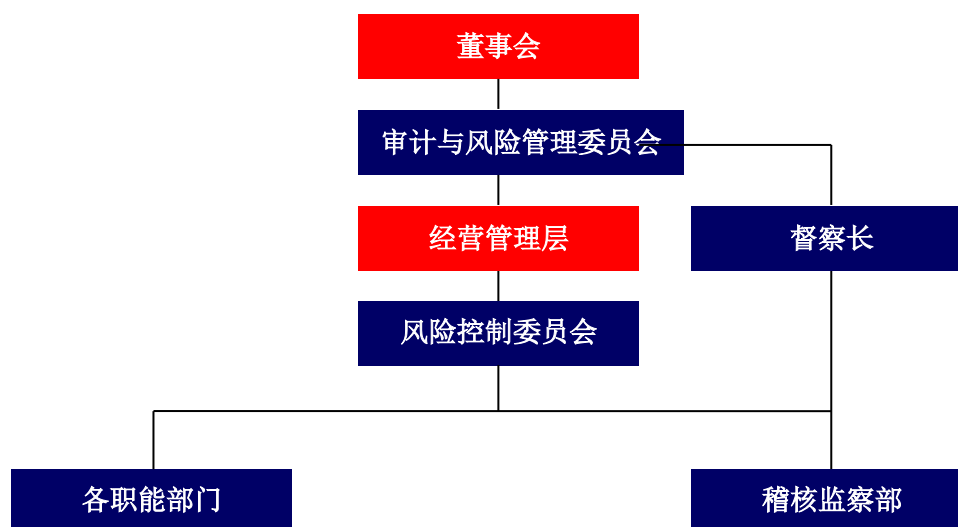 董事会
审计与风险管理委员会
经营管理层
督察长
风险控制委员会
各职能部门
稽核监察部